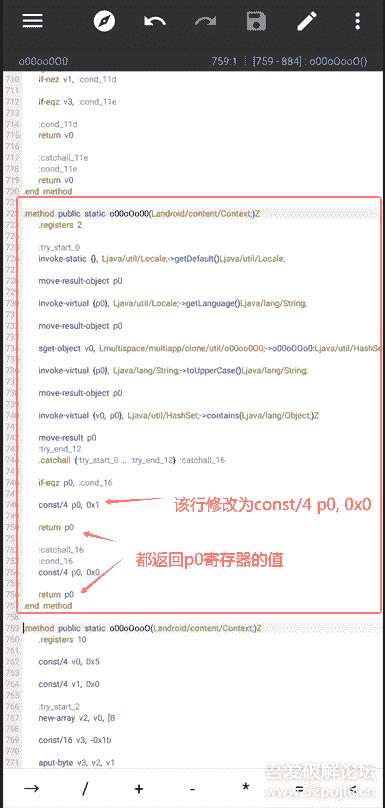 o00oo0O0
759:1 | [759 - 884] : o00oOooO()
710
711 if-nez v1, :cond_11d
712
713 if-eqz v3, :cond_11e
714
715 :cond_11d
716 return v0
717
718 :catchall_11e
719 :cond_11e
720 return v0
721 .end method
722
723 .method public static o00oOo00(Landroid/content/Context;)Z
724 .registers 2
725
726 :try_start_0
727 invoke-static {}, Ljava/util/Locale;->getDefault()Ljava/util/Locale;
728
729 move-result-object p0
730
731 invoke-virtual {p0}, Ljava/util/Locale;->getLanguage()Ljava/lang/String;
732
733 move-result-object p0
734
735 sget-object v0, Lmultispace/multiapp/clone/util/o00oo0O0;->o00oOO0o:Ljava/util/HashSe
736
737 invoke-virtual {p0}, Ljava/lang/String;->toUpperCase()Ljava/lang/String;
738
739 move-result-object p0
740
741 invoke-virtual {v0, p0}, Ljava/util/HashSet;->contains(Ljava/lang/Object;)Z
742
743 move-result p0
744 :try_end_12
745 .catchall {:try_start_0 .. :try_end_12} :catchall_16
746
747 if-eqz p0, :cond_16
748
749 const/4 p0, 0x1
该行修改为const/4 p0, 0x0
750
751 return p0
752
都返回p0寄存器的值
753 :catchall_16
754 :cond_16
755 const/4 p0, 0x0
756
757 return p0
758 .end method
759 .method public static o00oOooO(Landroid/content/Context;)Z
760 .registers 10
761
762 const/4 v0, 0x5
763
764 const/4 v1, 0x0
765
766 :try_start_2
767 new-array v2, v0, [B
768
769 const/16 v3, -0x1b
770
771 aput-byte v3, v2, v1
→ / + - * = <
吾爱破解论坛
www.52pojie.cn